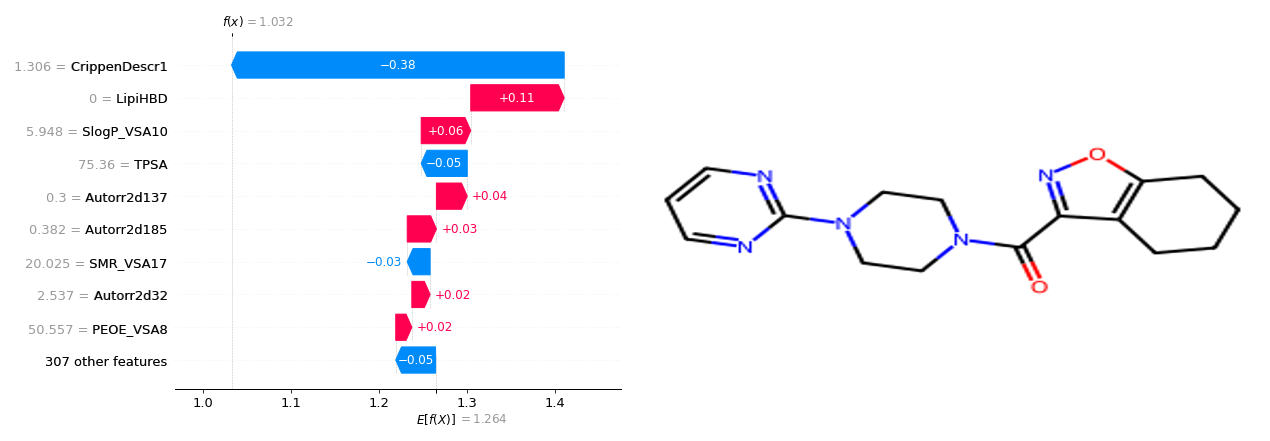 f(x) = 1.032
1.306 = CrippenDescr1
−0.38
0 = LipiHBD
+0.11
5.948 = SlogP_VSA10
+0.06
75.36 = TPSA
−0.05
0.3 = Autorr2d137
+0.04
0.382 = Autorr2d185
+0.03
20.025 = SMR_VSA17
−0.03
2.537 = Autorr2d32
+0.02
50.557 = PEOE_VSA8
+0.02
307 other features
−0.05
1.0 1.1 1.2 1.3 1.4
E[f(X)] = 1.264
O
N
N
N
N
N
O